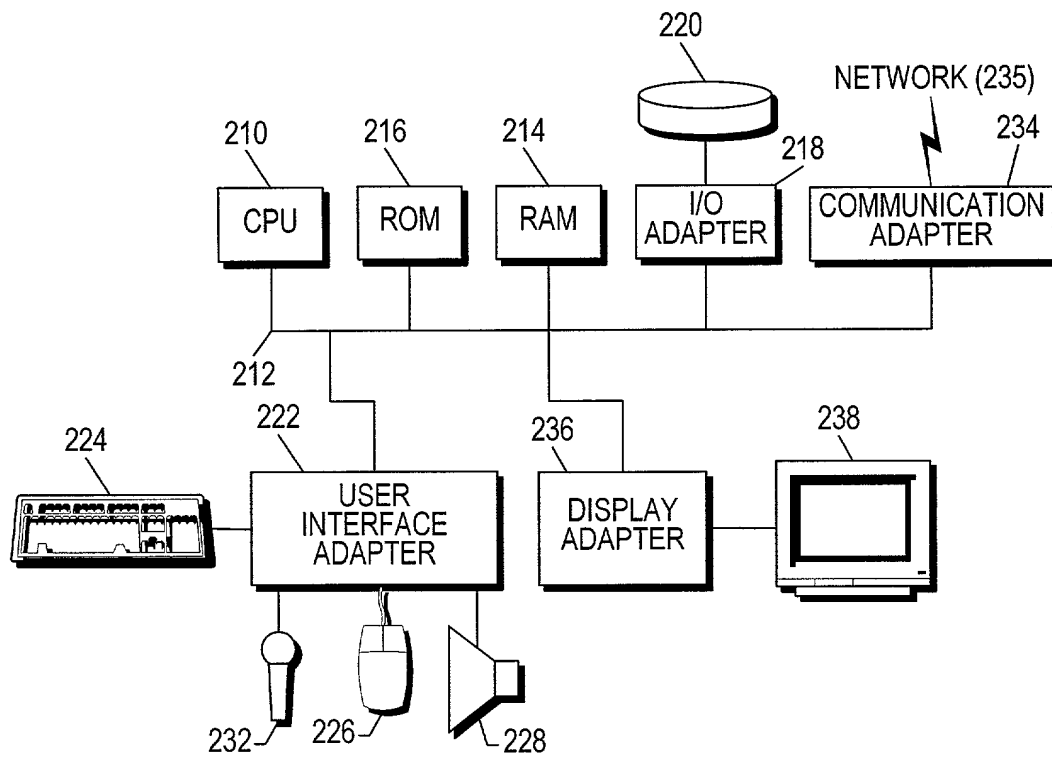 220
NETWORK (235)
210
216
214
218
234
CPU
ROM
RAM
I/O
ADAPTER
COMMUNICATION
ADAPTER
212
222
224
236
238
USER
INTERFACE
ADAPTER
DISPLAY
ADAPTER
232
226
228